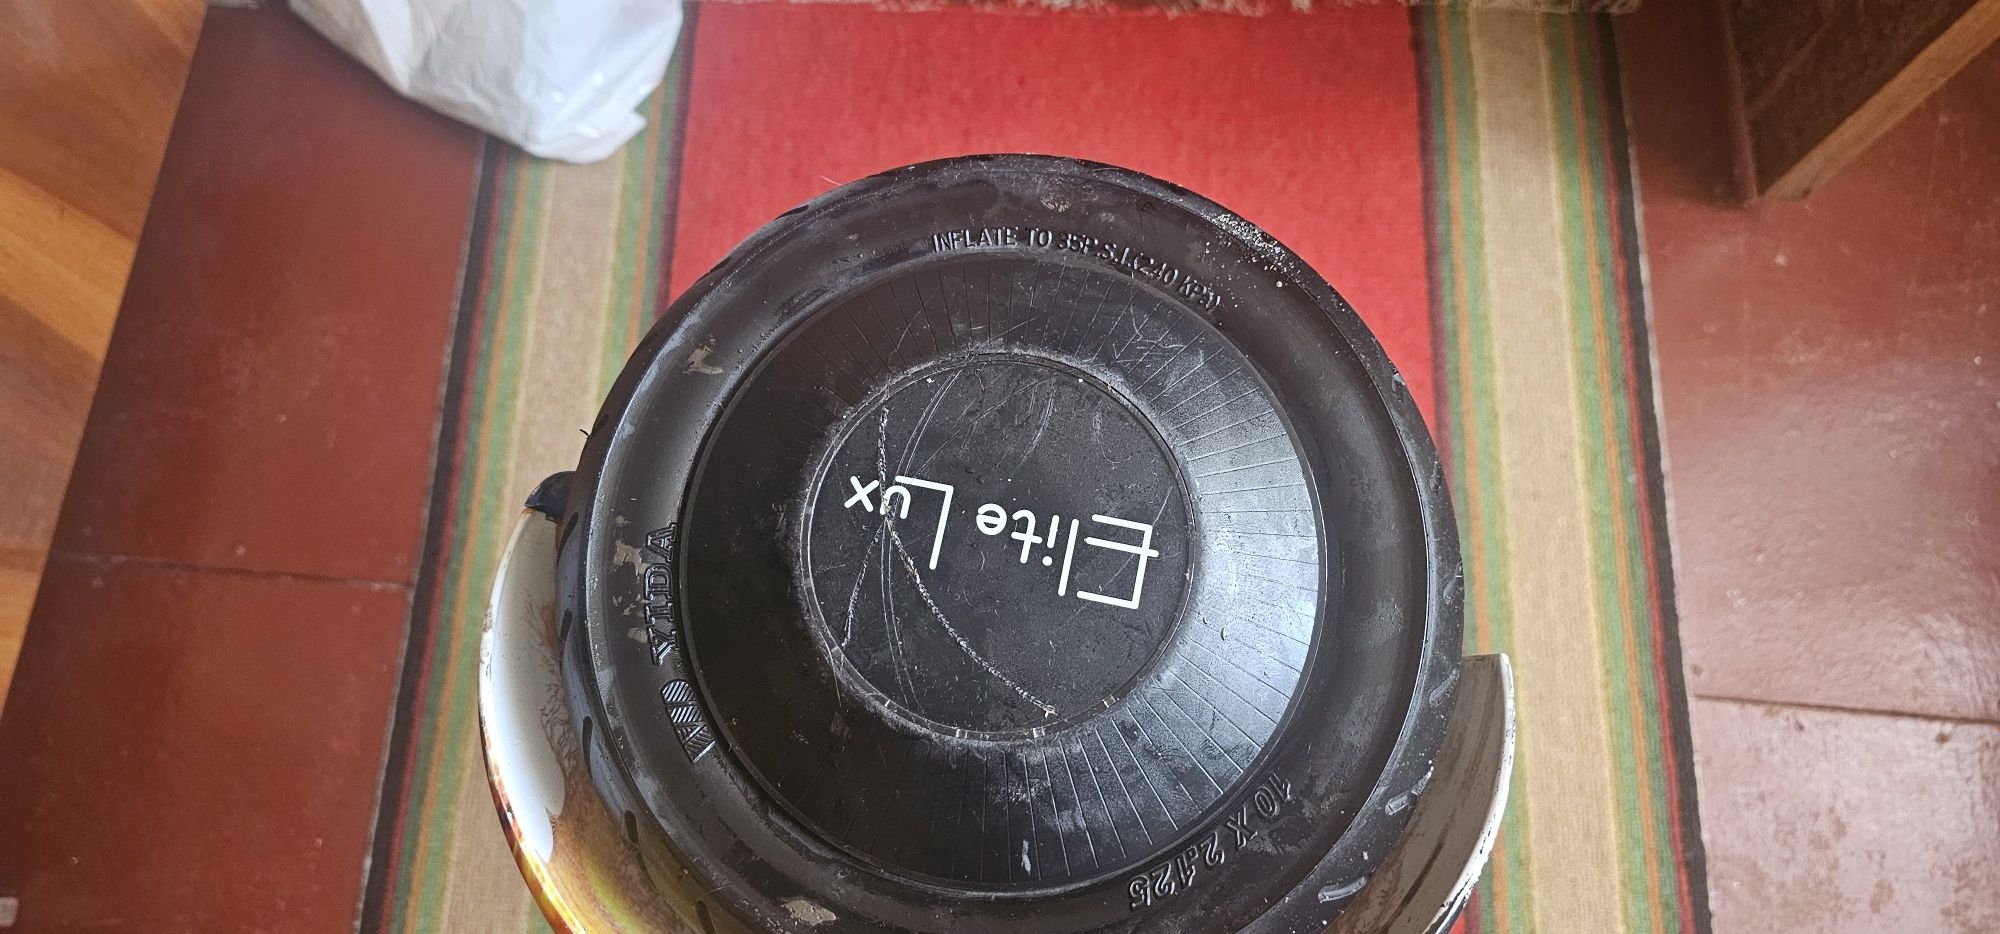 INFLATE TO 35P.S.I.(240 KPa)
Elite Lux
YIDA
10 X 2.125